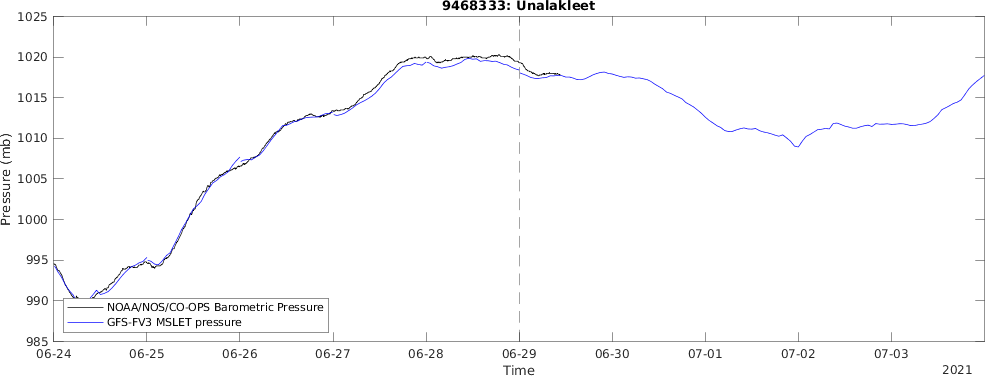 9468333: Unalakleet
1025
1020
1015
1010
1005
1000
995
990
985
Pressure (mb)
NOAA/NOS/CO-OPS Barometric Pressure
GFS-FV3 MSLET pressure
06-24 06-25 06-26 06-27 06-28 06-29 06-30 07-01 07-02 07-03
Time
2021